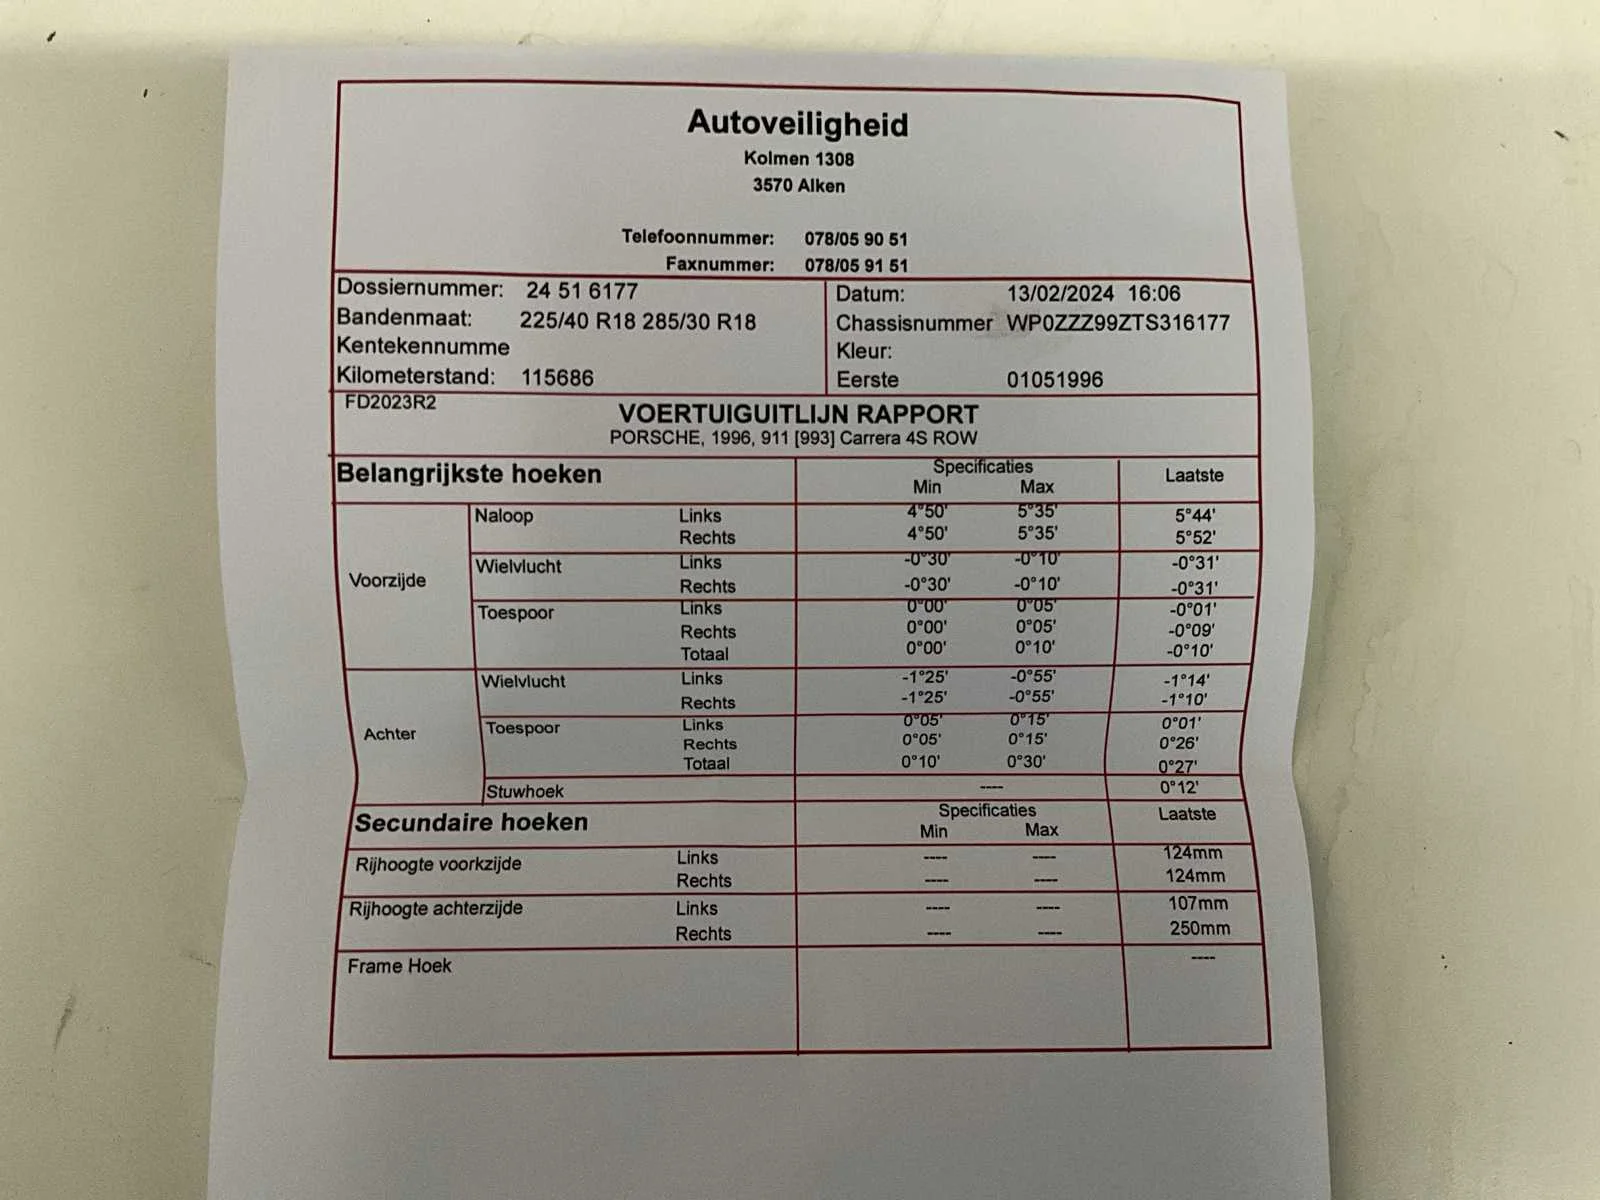 Autoveiligheid
Kolmen 1308
3570 Alken
Telefoonnummer: 078/05 90 51
Faxnummer: 078/05 91 51
Dossiernummer: 24 51 6177
Bandenmaat: 225/40 R18 285/30 R18
Kentekennumme
Kilometerstand: 115686
Datum: 13/02/2024 16:06
Chassisnummer WP0ZZZ99ZTS316177
Kleur:
Eerste 01051996
FD2023R2
VOERTUIGUITLIJN RAPPORT
PORSCHE, 1996, 911 [993] Carrera 4S ROW
Belangrijkste hoeken Specificaties Laatste
Min Max
Voorzijde
Naloop Links 4°50' 5°35' 5°44'
Rechts 4°50' 5°35' 5°52'
Wielvlucht Links -0°30' -0°10' -0°31'
Rechts -0°30' -0°10' -0°31'
Toespoor Links 0°00' 0°05' -0°01'
Rechts 0°00' 0°05' -0°09'
Totaal 0°00' 0°10' -0°10'
Achter
Wielvlucht Links -1°25' -0°55' -1°14'
Rechts -1°25' -0°55' -1°10'
Toespoor Links 0°05' 0°15' 0°01'
Rechts 0°05' 0°15' 0°26'
Totaal 0°10' 0°30' 0°27'
Stuwhoek ---- 0°12'
Secundaire hoeken Specificaties Laatste
Min Max
Rijhoogte voorkzijde Links ---- ---- 124mm
Rechts ---- ---- 124mm
Rijhoogte achterzijde Links ---- ---- 107mm
Rechts ---- ---- 250mm
Frame Hoek ----